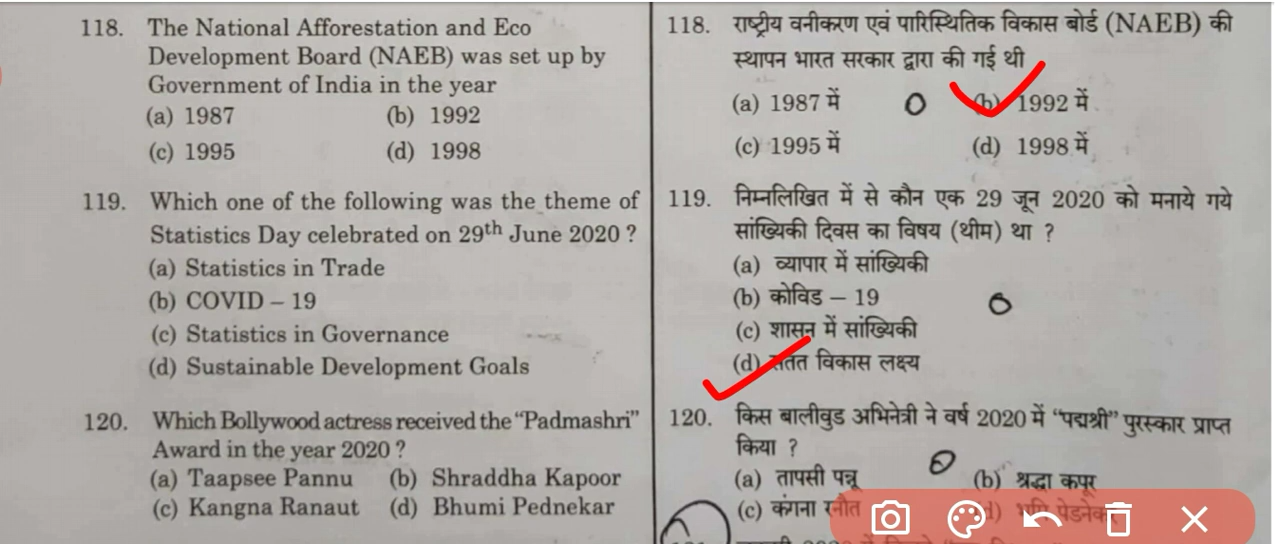 118. The National Afforestation and Eco
Development Board (NAEB) was set up by
Government of India in the year
(a) 1987 (b) 1992
(c) 1995 (d) 1998
119. Which one of the following was the theme of
Statistics Day celebrated on 29th June 2020 ?
(a) Statistics in Trade
(b) COVID – 19
(c) Statistics in Governance
(d) Sustainable Development Goals
120. Which Bollywood actress received the “Padmashri”
Award in the year 2020 ?
(a) Taapsee Pannu (b) Shraddha Kapoor
(c) Kangna Ranaut (d) Bhumi Pednekar
118. राष्ट्रीय वनीकरण एवं पारिस्थितिक विकास बोर्ड (NAEB) की
स्थापन भारत सरकार द्वारा की गई थी
(a) 1987 में (b) 1992 में
(c) 1995 में (d) 1998 में
119. निम्नलिखित में से कौन एक 29 जून 2020 को मनाये गये
सांख्यिकी दिवस का विषय (थीम) था ?
(a) व्यापार में सांख्यिकी
(b) कोविड – 19
(c) शासन में सांख्यिकी
(d) सतत विकास लक्ष्य
120. किस बालीवुड अभिनेत्री ने वर्ष 2020 में “पद्मश्री” पुरस्कार प्राप्त
किया ?
(a) तापसी पन्नू (b) श्रद्धा कपूर
(c) कंगना रनौत (d) भूमि पेडनेकर